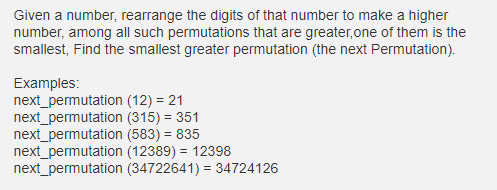 Given a number, rearrange the digits of that number to make a higher
number, among all such permutations that are greater,one of them is the
smallest, Find the smallest greater permutation (the next Permutation).
Examples:
next_permutation (12) = 21
next_permutation (315) = 351
next_permutation (583) = 835
next_permutation (12389) = 12398
next_permutation (34722641) = 34724126